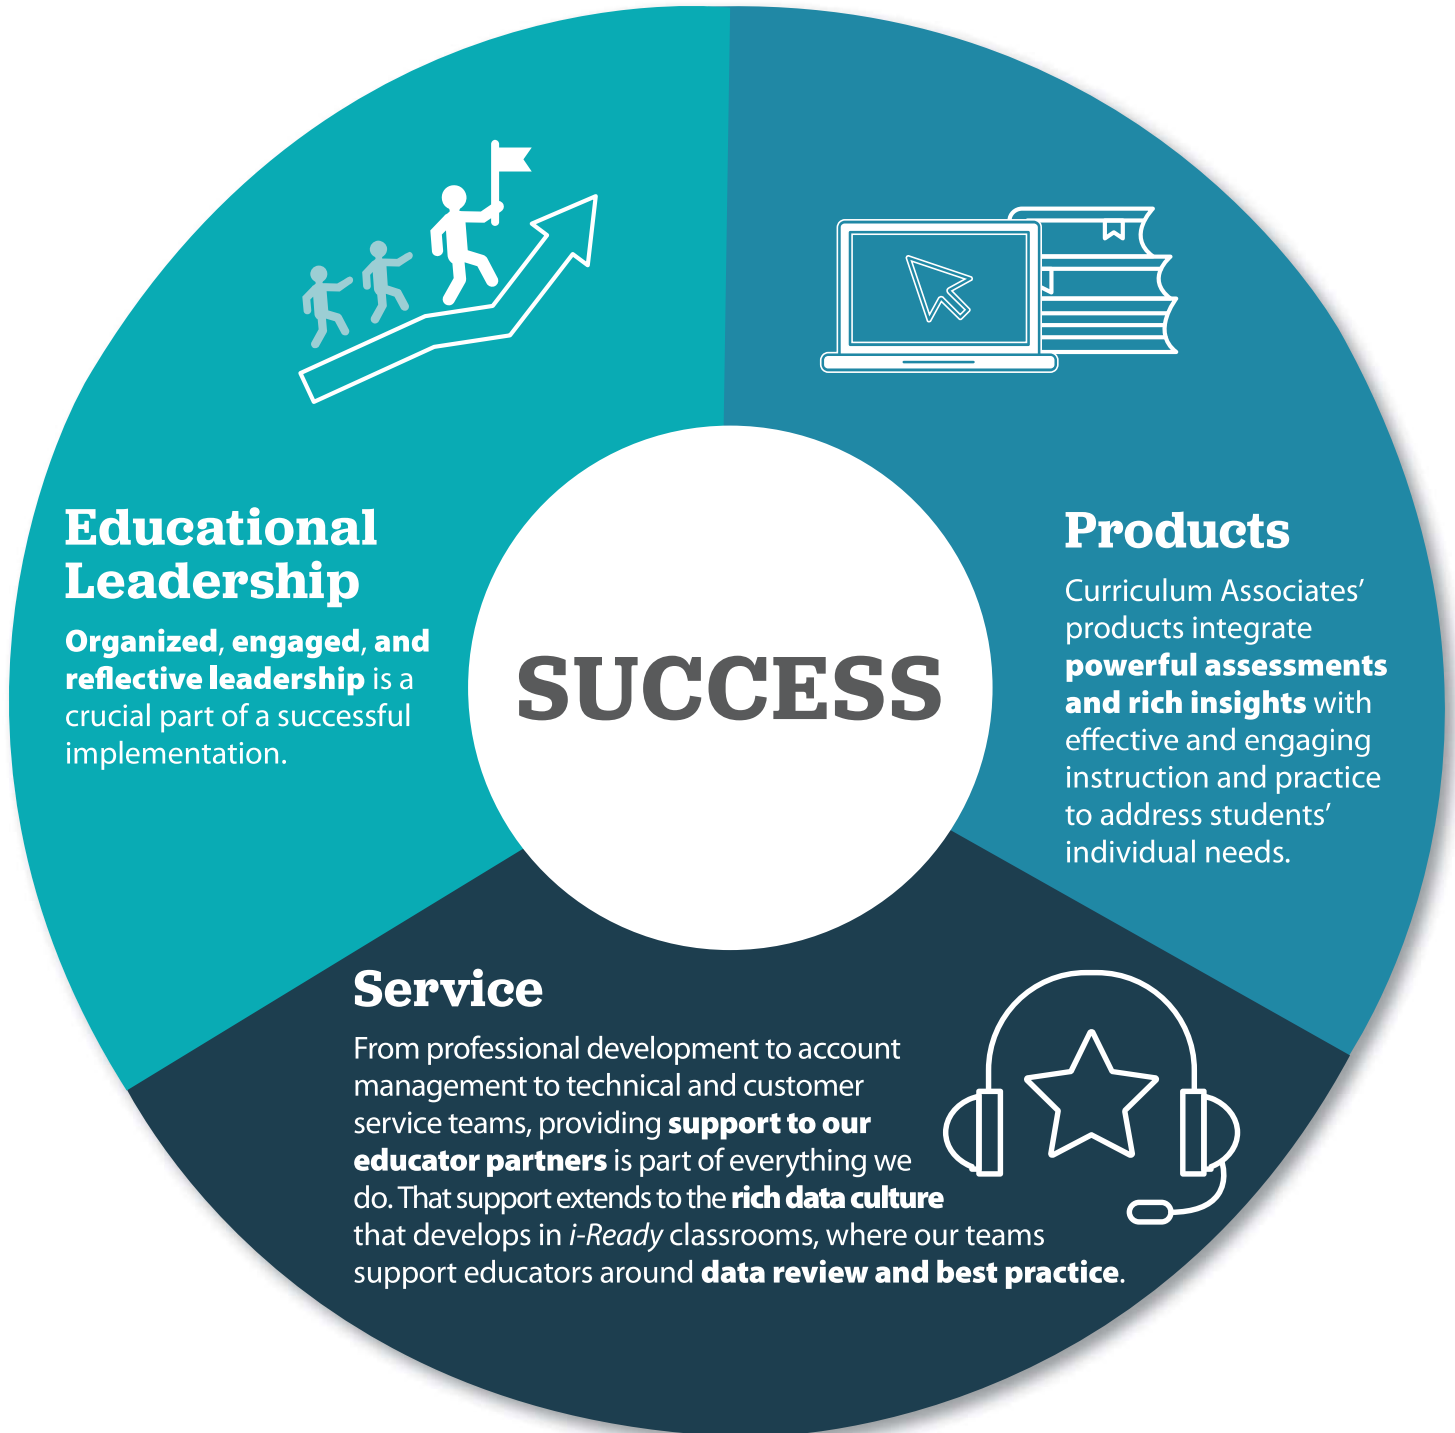 Educational
Leadership
Organized, engaged, and
reflective leadership is a
crucial part of a successful
implementation.
SUCCESS
Products
Curriculum Associates’
products integrate
powerful assessments
and rich insights with
effective and engaging
instruction and practice
to address students’
individual needs.
Service
From professional development to account
management to technical and customer
service teams, providing support to our
educator partners is part of everything we
do. That support extends to the rich data culture
that develops in i-Ready classrooms, where our teams
support educators around data review and best practice.